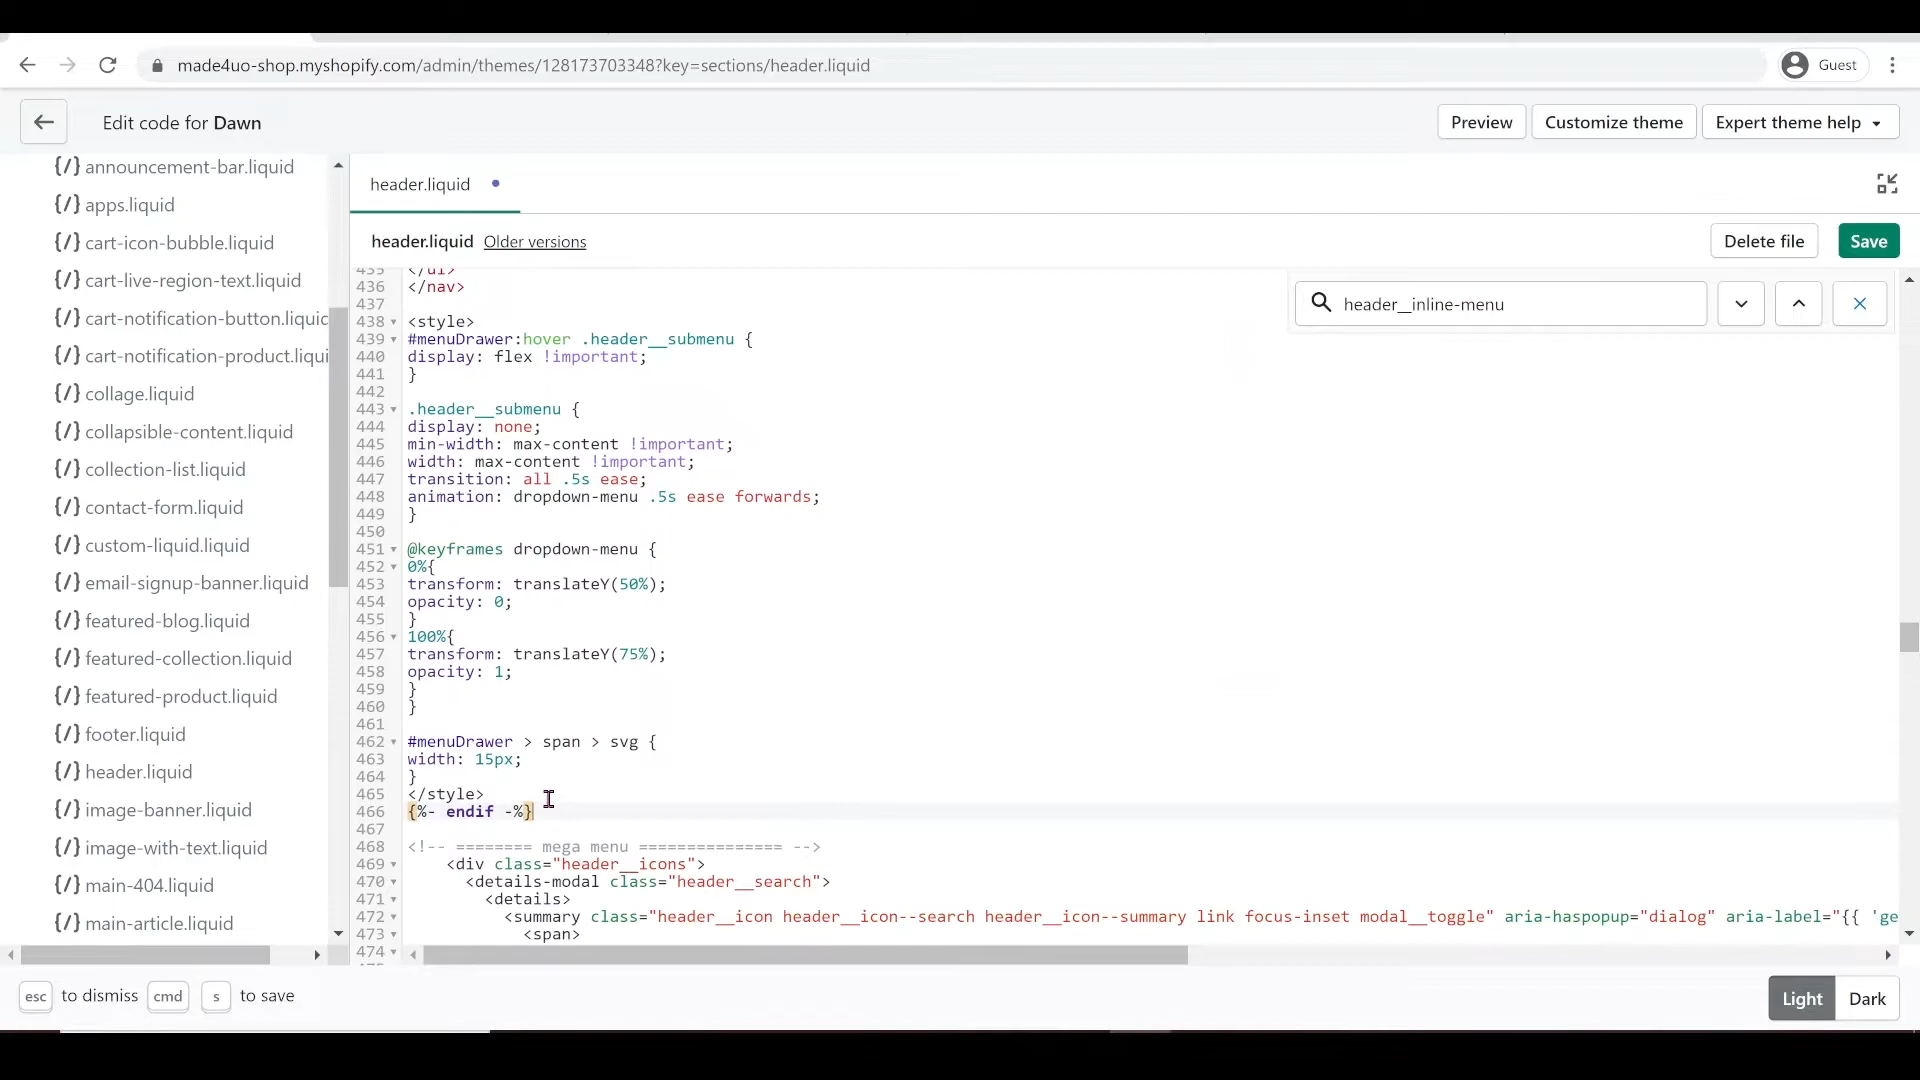 made4uo-shop.myshopify.com/admin/themes/128173703348?key=sections/header.liquid
Guest
Edit code for Dawn
Preview
Customize theme
Expert theme help
{/} announcement-bar.liquid
{/} apps.liquid
{/} cart-icon-bubble.liquid
{/} cart-live-region-text.liquid
{/} cart-notification-button.liquid
{/} cart-notification-product.liqui
{/} collage.liquid
{/} collapsible-content.liquid
{/} collection-list.liquid
{/} contact-form.liquid
{/} custom-liquid.liquid
{/} email-signup-banner.liquid
{/} featured-blog.liquid
{/} featured-collection.liquid
{/} featured-product.liquid
{/} footer.liquid
{/} header.liquid
{/} image-banner.liquid
{/} image-with-text.liquid
{/} main-404.liquid
{/} main-article.liquid
header.liquid
header.liquid Older versions
Delete file
Save
header__inline-menu
435 </ul>
436 </nav>
437
438 <style>
439 #menuDrawer:hover .header__submenu {
440 display: flex !important;
441 }
442
443 .header__submenu {
444 display: none;
445 min-width: max-content !important;
446 width: max-content !important;
447 transition: all .5s ease;
448 animation: dropdown-menu .5s ease forwards;
449 }
450
451 @keyframes dropdown-menu {
452 0%{
453 transform: translateY(50%);
454 opacity: 0;
455 }
456 100%{
457 transform: translateY(75%);
458 opacity: 1;
459 }
460 }
461
462 #menuDrawer > span > svg {
463 width: 15px;
464 }
465 </style>
466 {%- endif -%}
467
468 <!-- ======== mega menu =============== -->
469 <div class="header__icons">
470 <details-modal class="header__search">
471 <details>
472 <summary class="header__icon header__icon--search header__icon--summary link focus-inset modal__toggle" aria-haspopup="dialog" aria-label="{{ 'ge
473 <span>
474
esc to dismiss cmd s to save
Light
Dark